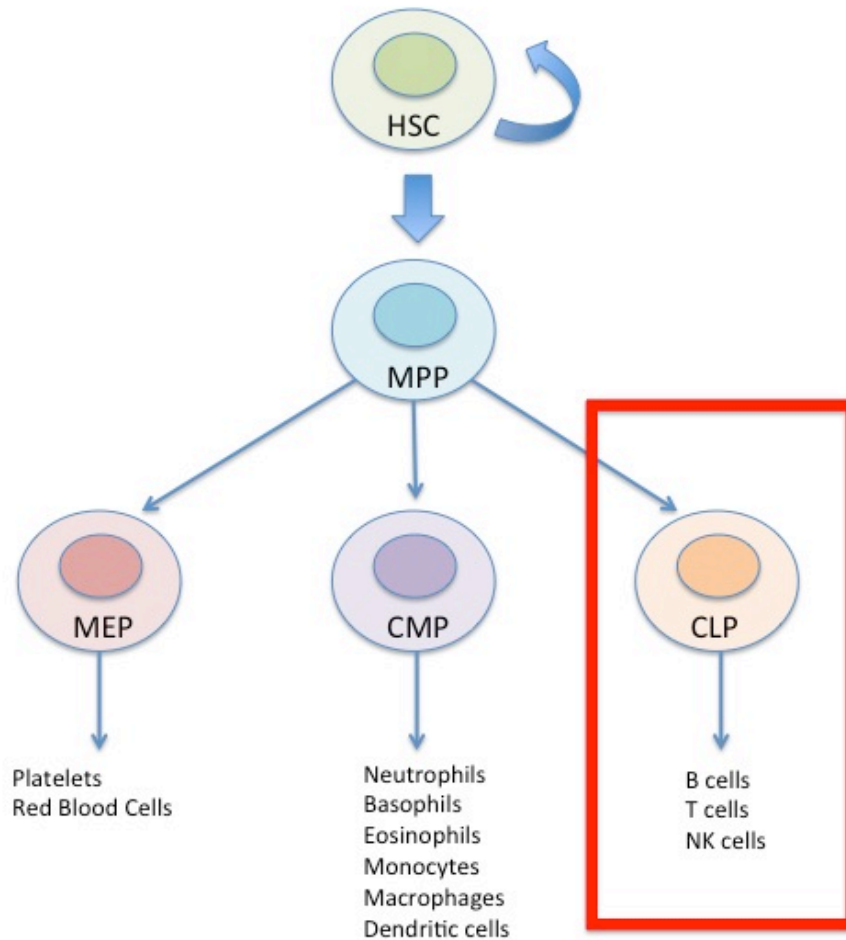 HSC
MPP
MEP
CMP
CLP
Platelets
Red Blood Cells
Neutrophils
Basophils
Eosinophils
Monocytes
Macrophages
Dendritic cells
B cells
T cells
NK cells